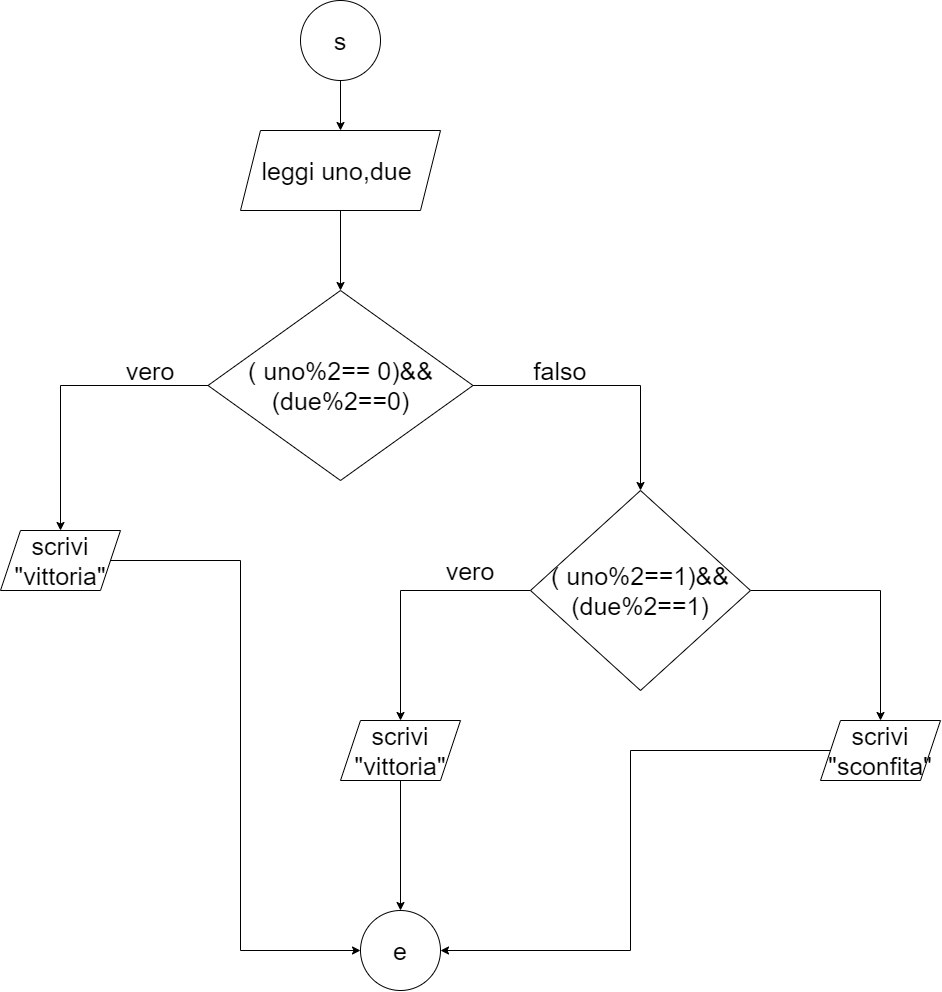 s
leggi uno,due
( uno%2== 0)&&
(due%2==0)
vero
falso
scrivi
"vittoria"
( uno%2==1)&&
(due%2==1)
vero
scrivi
"vittoria"
scrivi
"sconfita"
e